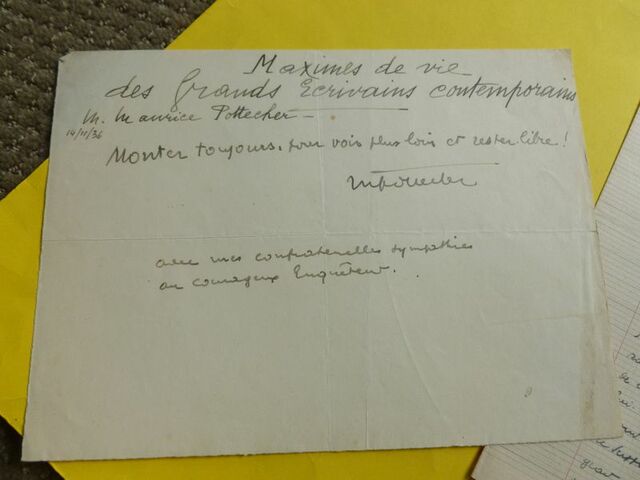 Maximes de vie
des Grands Ecrivains contemporains
M. Maurice Pottecher –
14/11/36
Monter toujours, pour voir plus loin et rester libre !
MPottecher
avec mes confraternelles sympathies
au courageux Enquêteur.